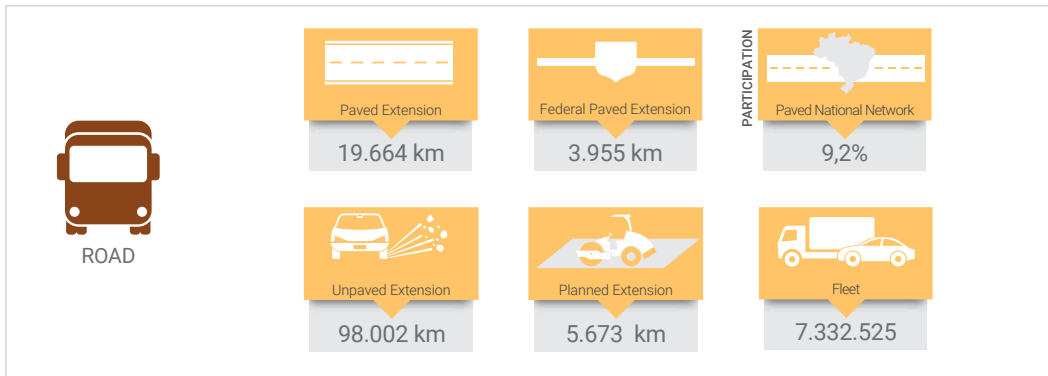 ROAD
Paved Extension
19.664 km
Federal Paved Extension
3.955 km
PARTICIPATION
Paved National Network
9,2%
Unpaved Extension
98.002 km
Planned Extension
5.673 km
Fleet
7.332.525